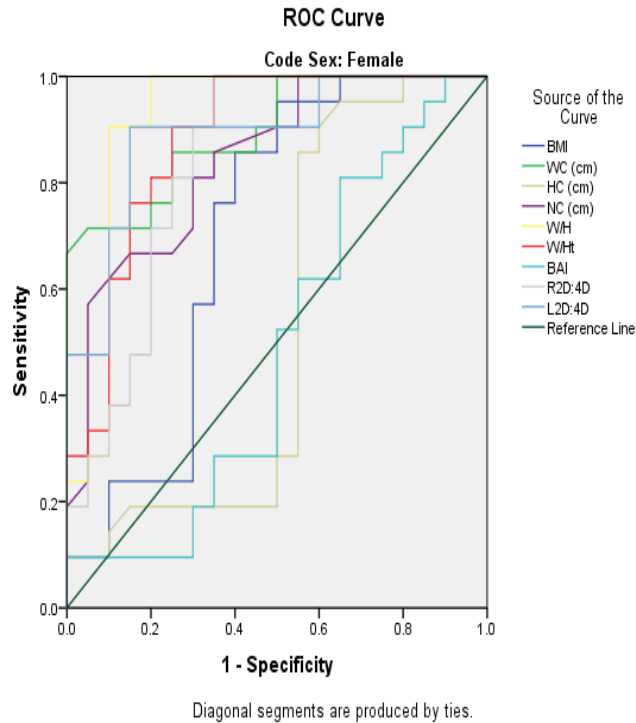 ROC Curve
Code Sex: Female
Source of the
Curve
BMI
WC (cm)
HC (cm)
NC (cm)
W/H
W/Ht
BAI
R2D:4D
L2D:4D
Reference Line
Sensitivity
1.0
0.8
0.6
0.4
0.2
0.0
0.0
0.2
0.4
0.6
0.8
1.0
1 - Specificity
Diagonal segments are produced by ties.